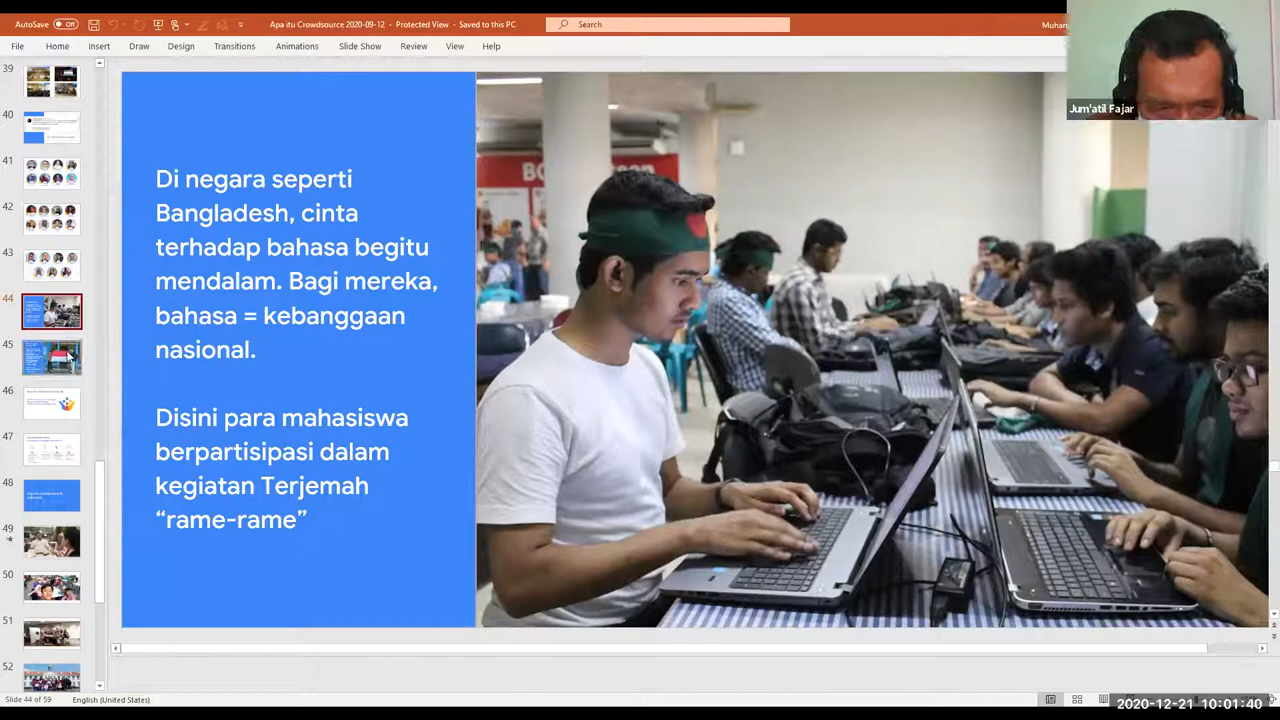 AutoSave
Off
Apa itu Crowdsource 2020-09-12 - Protected View - Saved to this PC
Search
File
Home
Insert
Draw
Design
Transitions
Animations
Slide Show
Review
View
Help
Jum'atil Fajar
39
40
41
42
43
44
45
46
47
48
49
50
51
52
Di negara seperti
Bangladesh, cinta
terhadap bahasa begitu
mendalam. Bagi mereka,
bahasa = kebanggaan
nasional.
Disini para mahasiswa
berpartisipasi dalam
kegiatan Terjemah
“rame-rame”
Slide 44 of 59
English (United States)
2020-12-21 10:01:40